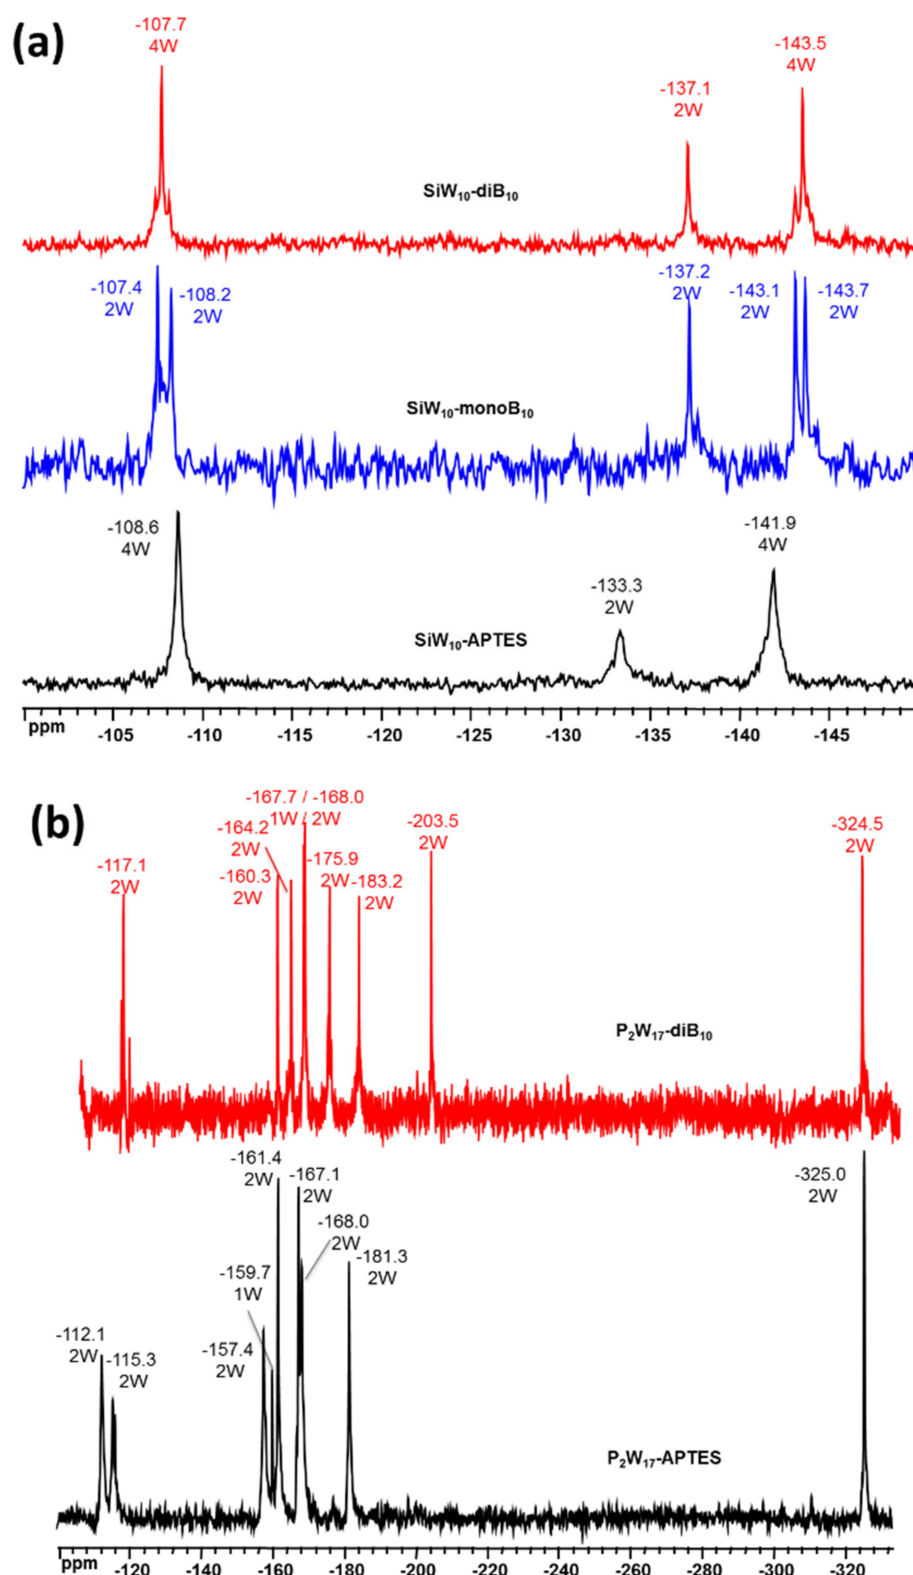 (a)
-107.7
4W
-143.5
4W
-137.1
2W
SiW₁₀-diB₁₀
-107.4
2W
-108.2
2W
-137.2
2W
-143.1
2W
-143.7
2W
SiW₁₀-monoB₁₀
-108.6
4W
-141.9
4W
-133.3
2W
SiW₁₀-APTES
ppm -105 -110 -115 -120 -125 -130 -135 -140 -145
(b)
-167.7 / -168.0
1W / 2W
-164.2
2W
-203.5
2W
-324.5
2W
-117.1
2W
-160.3
2W
-175.9
2W
-183.2
2W
P₂W₁₇-diB₁₀
-161.4
2W
-167.1
2W
-325.0
2W
-168.0
2W
-181.3
2W
-159.7
1W
-112.1
2W
-115.3
2W
-157.4
2W
P₂W₁₇-APTES
ppm -120 -140 -160 -180 -200 -220 -240 -260 -280 -300 -320